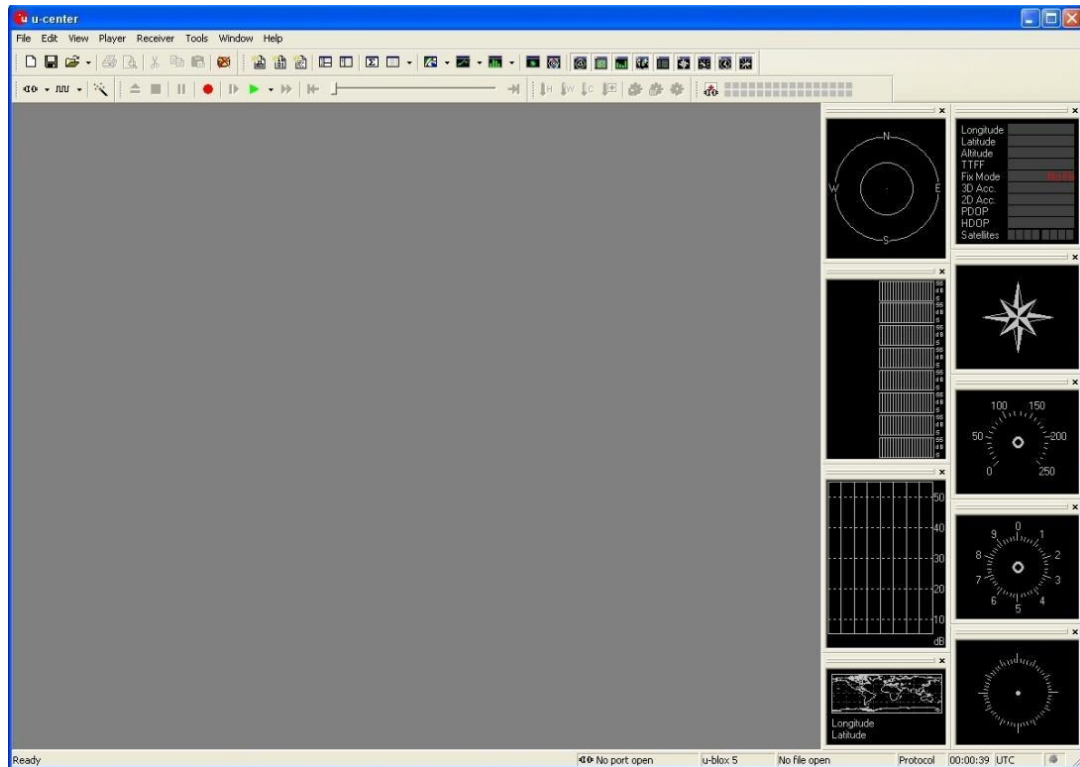 u u-center
File Edit View Player Receiver Tools Window Help
N
W E
S
Longitude
Latitude
Altitude
TTFF
Fix Mode
3D Acc.
2D Acc.
PDOP
HDOP
Satellites
100 150
50 200
0 250
50
40
30
20
10
dB
0
9 1
8 2
7 3
6 4
5
Longitude
Latitude
Ready No port open u-blox 5 No file open Protocol 00:00:39 UTC